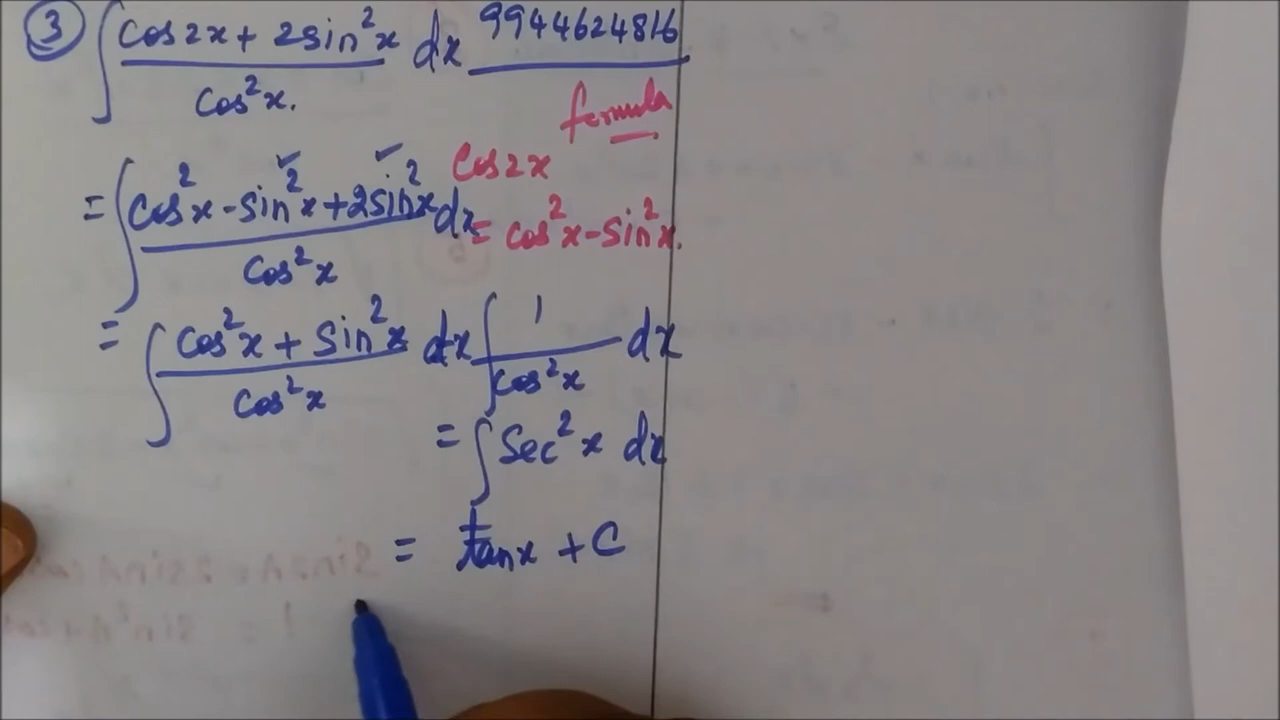 ③ ∫ cos2x + 2sin²x / cos²x. dx 9944624816
formula
cos2x
= cos²x - sin²x.
= ∫ cos²x - sin²x + 2sin²x / cos²x dx
= ∫ cos²x + sin²x / cos²x dx ∫ 1 / cos²x dx
= ∫ sec²x dx
= tanx + C